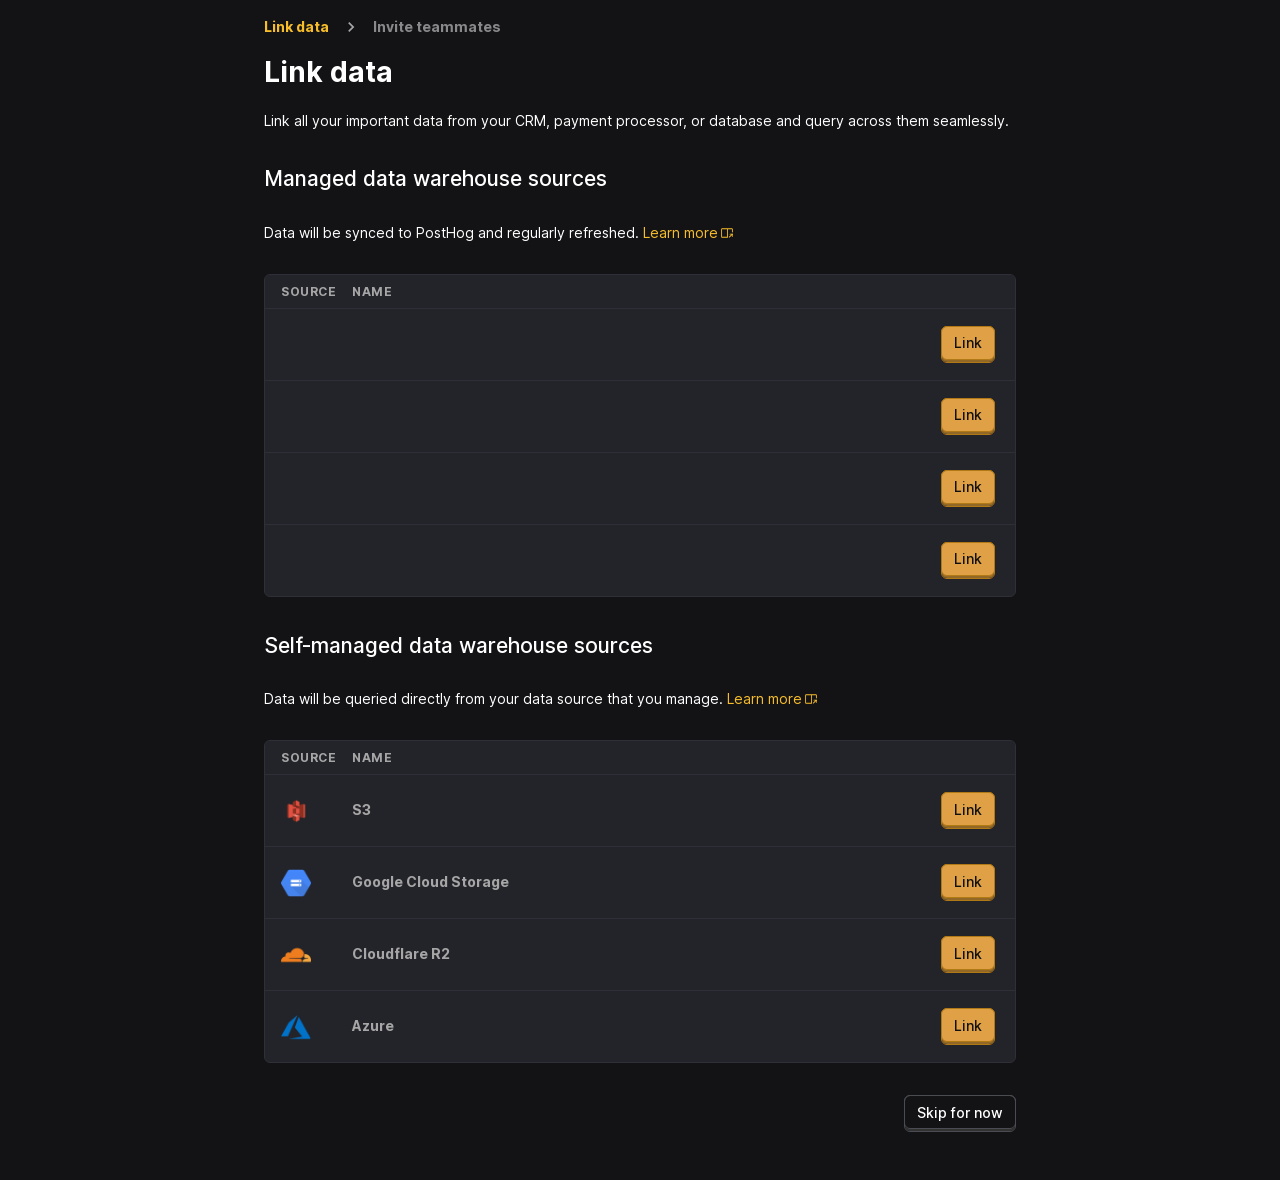 Link data > Invite teammates
Link data
Link all your important data from your CRM, payment processor, or database and query across them seamlessly.
Managed data warehouse sources
Data will be synced to PostHog and regularly refreshed. Learn more
SOURCE NAME
Link
Link
Link
Link
Self-managed data warehouse sources
Data will be queried directly from your data source that you manage. Learn more
SOURCE NAME
S3 Link
Google Cloud Storage Link
Cloudflare R2 Link
Azure Link
Skip for now